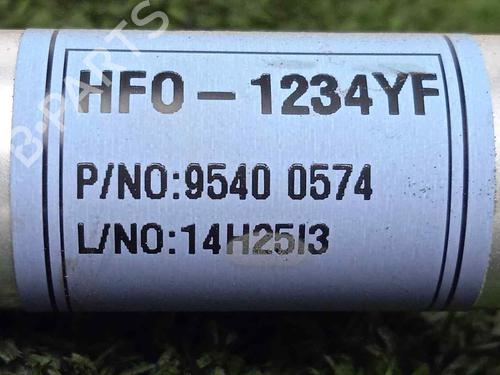 HFO-1234YF
P/NO:9540 0574
L/NO:14H25I3
B-PARTS